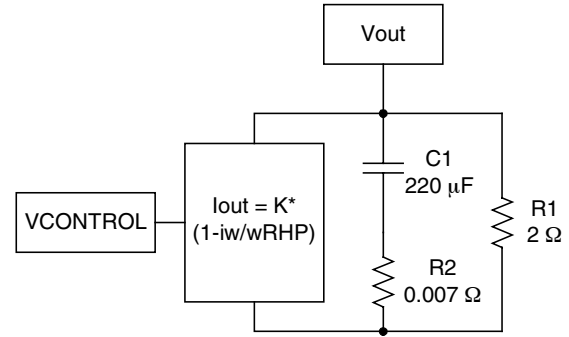 Vout
VCONTROL
Iout = K*
(1-iw/wRHP)
C1
220 μF
R2
0.007 Ω
R1
2 Ω